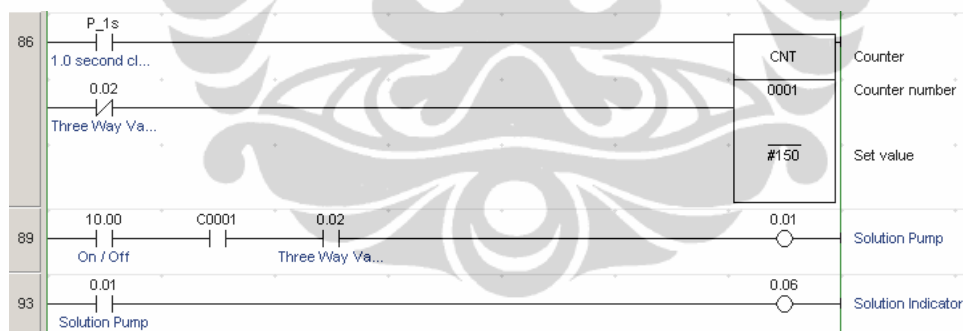 P_1s
86
1.0 second cl...
CNT
Counter
0.02
0001
Counter number
Three Way Va...
#150
Set value
10.00 C0001 0.02 0.01
89
Solution Pump
On / Off Three Way Va...
0.01 0.06
93
Solution Indicator
Solution Pump